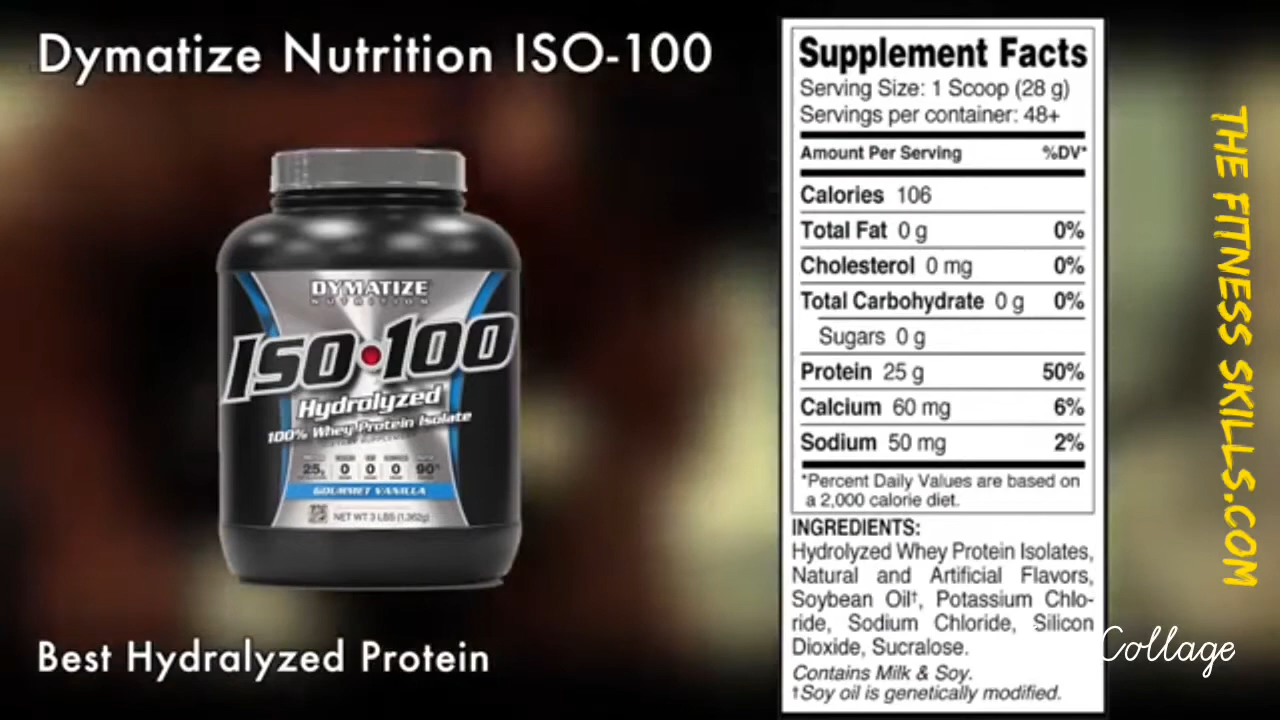 Dymatize Nutrition ISO-100
DYMATIZE
NUTRITION
ISO•100
Hydrolyzed
100% Whey Protein Isolate
25g 0 0 0 90
GOURMET VANILLA
NET WT 3 LBS (1,362g)
Best Hydralyzed Protein
Supplement Facts
Serving Size: 1 Scoop (28 g)
Servings per container: 48+
Amount Per Serving %DV*
Calories 106
Total Fat 0 g 0%
Cholesterol 0 mg 0%
Total Carbohydrate 0 g 0%
Sugars 0 g
Protein 25 g 50%
Calcium 60 mg 6%
Sodium 50 mg 2%
*Percent Daily Values are based on
a 2,000 calorie diet.
INGREDIENTS:
Hydrolyzed Whey Protein Isolates,
Natural and Artificial Flavors,
Soybean Oil†, Potassium Chlo-
ride, Sodium Chloride, Silicon
Dioxide, Sucralose.
Contains Milk & Soy.
†Soy oil is genetically modified.
THE FITNESS SKILLS.COM
Collage